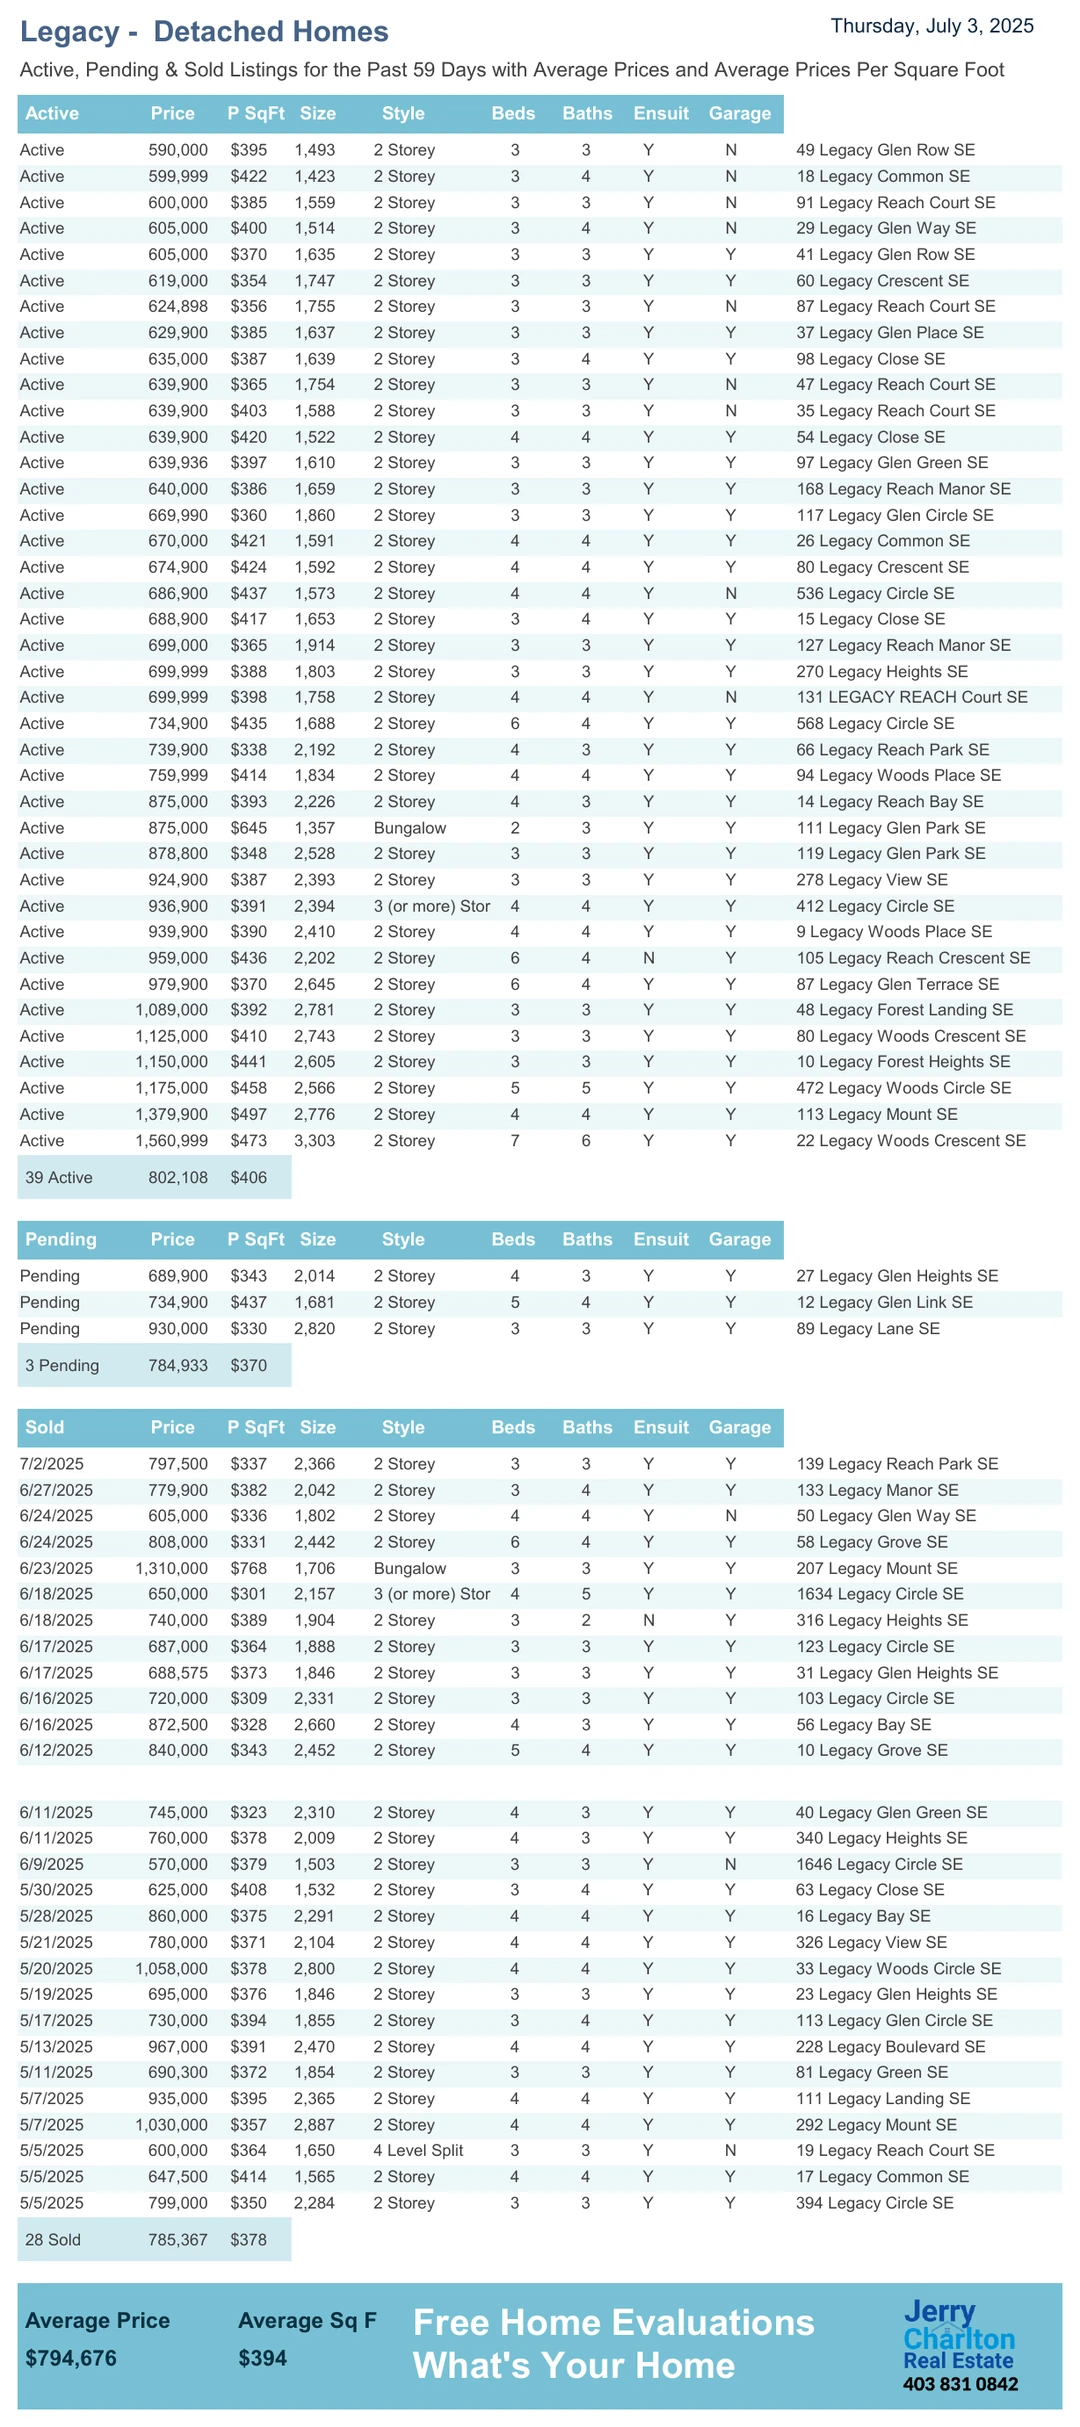 Legacy - Detached Homes Thursday, July 3, 2025
Active, Pending & Sold Listings for the Past 59 Days with Average Prices and Average Prices Per Square Foot
Active Price P SqFt Size Style Beds Baths Ensuit Garage
Active 590,000 $395 1,493 2 Storey 3 3 Y N 49 Legacy Glen Row SE
Active 599,999 $422 1,423 2 Storey 3 4 Y N 18 Legacy Common SE
Active 600,000 $385 1,559 2 Storey 3 3 Y N 91 Legacy Reach Court SE
Active 605,000 $400 1,514 2 Storey 3 4 Y N 29 Legacy Glen Way SE
Active 605,000 $370 1,635 2 Storey 3 3 Y Y 41 Legacy Glen Row SE
Active 619,000 $354 1,747 2 Storey 3 3 Y Y 60 Legacy Crescent SE
Active 624,898 $356 1,755 2 Storey 3 3 Y N 87 Legacy Reach Court SE
Active 629,900 $385 1,637 2 Storey 3 3 Y Y 37 Legacy Glen Place SE
Active 635,000 $387 1,639 2 Storey 3 4 Y Y 98 Legacy Close SE
Active 639,900 $365 1,754 2 Storey 3 3 Y N 47 Legacy Reach Court SE
Active 639,900 $403 1,588 2 Storey 3 3 Y N 35 Legacy Reach Court SE
Active 639,900 $420 1,522 2 Storey 4 4 Y Y 54 Legacy Close SE
Active 639,936 $397 1,610 2 Storey 3 3 Y Y 97 Legacy Glen Green SE
Active 640,000 $386 1,659 2 Storey 3 3 Y Y 168 Legacy Reach Manor SE
Active 669,990 $360 1,860 2 Storey 3 3 Y Y 117 Legacy Glen Circle SE
Active 670,000 $421 1,591 2 Storey 4 4 Y Y 26 Legacy Common SE
Active 674,900 $424 1,592 2 Storey 4 4 Y Y 80 Legacy Crescent SE
Active 686,900 $437 1,573 2 Storey 4 4 Y N 536 Legacy Circle SE
Active 688,900 $417 1,653 2 Storey 3 4 Y Y 15 Legacy Close SE
Active 699,000 $365 1,914 2 Storey 3 3 Y Y 127 Legacy Reach Manor SE
Active 699,999 $388 1,803 2 Storey 3 3 Y Y 270 Legacy Heights SE
Active 699,999 $398 1,758 2 Storey 4 4 Y N 131 LEGACY REACH Court SE
Active 734,900 $435 1,688 2 Storey 6 4 Y Y 568 Legacy Circle SE
Active 739,900 $338 2,192 2 Storey 4 3 Y Y 66 Legacy Reach Park SE
Active 759,999 $414 1,834 2 Storey 4 4 Y Y 94 Legacy Woods Place SE
Active 875,000 $393 2,226 2 Storey 4 3 Y Y 14 Legacy Reach Bay SE
Active 875,000 $645 1,357 Bungalow 2 3 Y Y 111 Legacy Glen Park SE
Active 878,800 $348 2,528 2 Storey 3 3 Y Y 119 Legacy Glen Park SE
Active 924,900 $387 2,393 2 Storey 3 3 Y Y 278 Legacy View SE
Active 936,900 $391 2,394 3 (or more) Stor 4 4 Y Y 412 Legacy Circle SE
Active 939,900 $390 2,410 2 Storey 4 4 Y Y 9 Legacy Woods Place SE
Active 959,000 $436 2,202 2 Storey 6 4 N Y 105 Legacy Reach Crescent SE
Active 979,900 $370 2,645 2 Storey 6 4 Y Y 87 Legacy Glen Terrace SE
Active 1,089,000 $392 2,781 2 Storey 3 3 Y Y 48 Legacy Forest Landing SE
Active 1,125,000 $410 2,743 2 Storey 3 3 Y Y 80 Legacy Woods Crescent SE
Active 1,150,000 $441 2,605 2 Storey 3 3 Y Y 10 Legacy Forest Heights SE
Active 1,175,000 $458 2,566 2 Storey 5 5 Y Y 472 Legacy Woods Circle SE
Active 1,379,900 $497 2,776 2 Storey 4 4 Y Y 113 Legacy Mount SE
Active 1,560,999 $473 3,303 2 Storey 7 6 Y Y 22 Legacy Woods Crescent SE
39 Active 802,108 $406
Pending Price P SqFt Size Style Beds Baths Ensuit Garage
Pending 689,900 $343 2,014 2 Storey 4 3 Y Y 27 Legacy Glen Heights SE
Pending 734,900 $437 1,681 2 Storey 5 4 Y Y 12 Legacy Glen Link SE
Pending 930,000 $330 2,820 2 Storey 3 3 Y Y 89 Legacy Lane SE
3 Pending 784,933 $370
Sold Price P SqFt Size Style Beds Baths Ensuit Garage
7/2/2025 797,500 $337 2,366 2 Storey 3 3 Y Y 139 Legacy Reach Park SE
6/27/2025 779,900 $382 2,042 2 Storey 3 4 Y Y 133 Legacy Manor SE
6/24/2025 605,000 $336 1,802 2 Storey 4 4 Y N 50 Legacy Glen Way SE
6/24/2025 808,000 $331 2,442 2 Storey 6 4 Y Y 58 Legacy Grove SE
6/23/2025 1,310,000 $768 1,706 Bungalow 3 3 Y Y 207 Legacy Mount SE
6/18/2025 650,000 $301 2,157 3 (or more) Stor 4 5 Y Y 1634 Legacy Circle SE
6/18/2025 740,000 $389 1,904 2 Storey 3 2 N Y 316 Legacy Heights SE
6/17/2025 687,000 $364 1,888 2 Storey 3 3 Y Y 123 Legacy Circle SE
6/17/2025 688,575 $373 1,846 2 Storey 3 3 Y Y 31 Legacy Glen Heights SE
6/16/2025 720,000 $309 2,331 2 Storey 3 3 Y Y 103 Legacy Circle SE
6/16/2025 872,500 $328 2,660 2 Storey 4 3 Y Y 56 Legacy Bay SE
6/12/2025 840,000 $343 2,452 2 Storey 5 4 Y Y 10 Legacy Grove SE
6/11/2025 745,000 $323 2,310 2 Storey 4 3 Y Y 40 Legacy Glen Green SE
6/11/2025 760,000 $378 2,009 2 Storey 4 3 Y Y 340 Legacy Heights SE
6/9/2025 570,000 $379 1,503 2 Storey 3 3 Y N 1646 Legacy Circle SE
5/30/2025 625,000 $408 1,532 2 Storey 3 4 Y Y 63 Legacy Close SE
5/28/2025 860,000 $375 2,291 2 Storey 4 4 Y Y 16 Legacy Bay SE
5/21/2025 780,000 $371 2,104 2 Storey 4 4 Y Y 326 Legacy View SE
5/20/2025 1,058,000 $378 2,800 2 Storey 4 4 Y Y 33 Legacy Woods Circle SE
5/19/2025 695,000 $376 1,846 2 Storey 3 3 Y Y 23 Legacy Glen Heights SE
5/17/2025 730,000 $394 1,855 2 Storey 3 4 Y Y 113 Legacy Glen Circle SE
5/13/2025 967,000 $391 2,470 2 Storey 4 4 Y Y 228 Legacy Boulevard SE
5/11/2025 690,300 $372 1,854 2 Storey 3 3 Y Y 81 Legacy Green SE
5/7/2025 935,000 $395 2,365 2 Storey 4 4 Y Y 111 Legacy Landing SE
5/7/2025 1,030,000 $357 2,887 2 Storey 4 4 Y Y 292 Legacy Mount SE
5/5/2025 600,000 $364 1,650 4 Level Split 3 3 Y N 19 Legacy Reach Court SE
5/5/2025 647,500 $414 1,565 2 Storey 4 4 Y Y 17 Legacy Common SE
5/5/2025 799,000 $350 2,284 2 Storey 3 3 Y Y 394 Legacy Circle SE
28 Sold 785,367 $378
Average Price Average Sq F
$794,676 $394
Free Home Evaluations
What's Your Home
Jerry
Charlton
Real Estate
403 831 0842